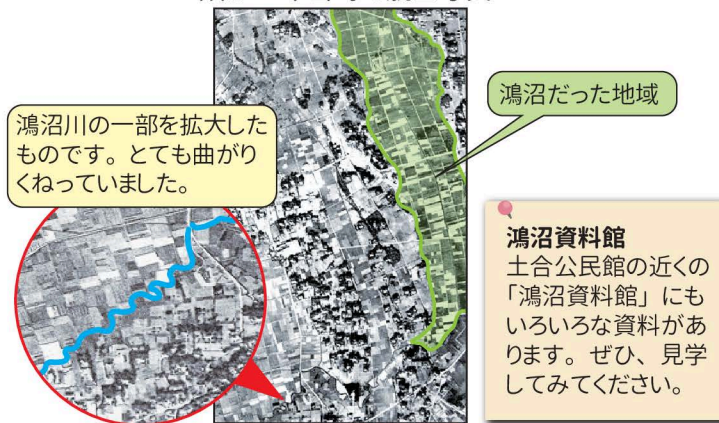 鴻沼だった地域
鴻沼川の一部を拡大した
ものです。とても曲がり
くねっていました。
鴻沼資料館
土合公民館の近くの
「鴻沼資料館」にも
いろいろな資料があ
ります。ぜひ、見学
してみてください。